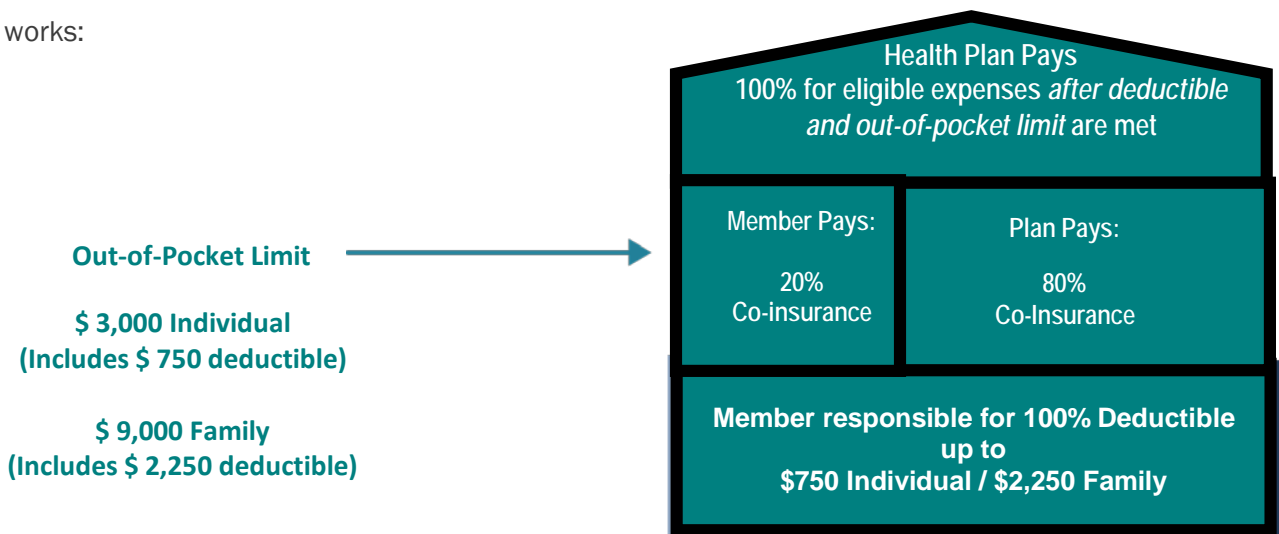 works:
Health Plan Pays
100% for eligible expenses after deductible
and out-of-pocket limit are met
Out-of-Pocket Limit
$ 3,000 Individual
(Includes $ 750 deductible)
$ 9,000 Family
(Includes $ 2,250 deductible)
Member Pays:
20%
Co-insurance
Plan Pays:
80%
Co-Insurance
Member responsible for 100% Deductible
up to
$750 Individual / $2,250 Family